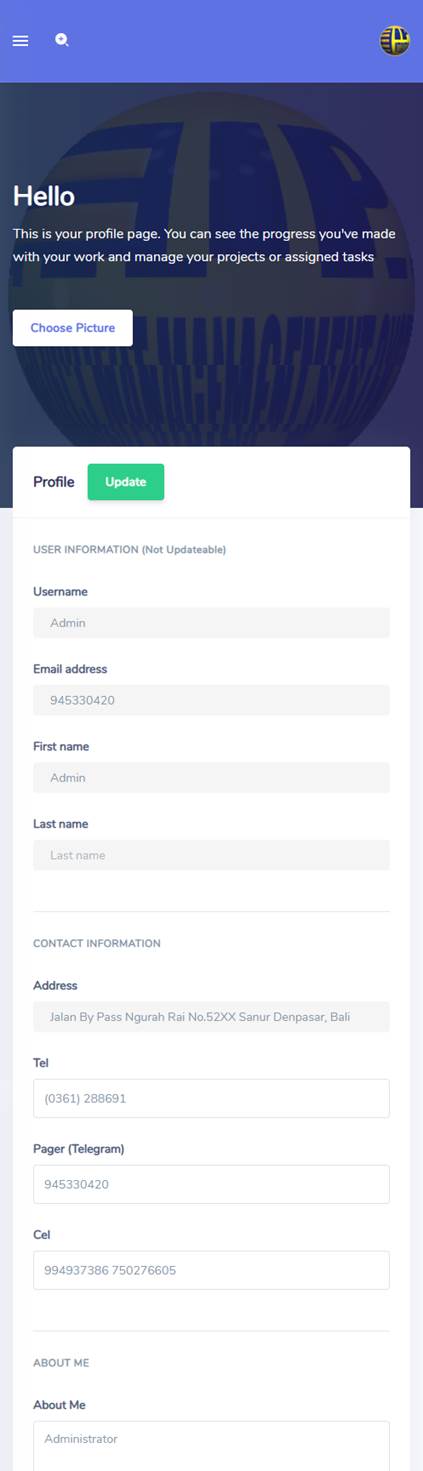 Hello
This is your profile page. You can see the progress you've made
with your work and manage your projects or assigned tasks
Choose Picture
Profile
Update
USER INFORMATION (Not Updateable)
Username
Admin
Email address
945330420
First name
Admin
Last name
Last name
CONTACT INFORMATION
Address
Jalan By Pass Ngurah Rai No.52XX Sanur Denpasar, Bali
Tel
(0361) 288691
Pager (Telegram)
945330420
Cel
994937386 750276605
ABOUT ME
About Me
Administrator